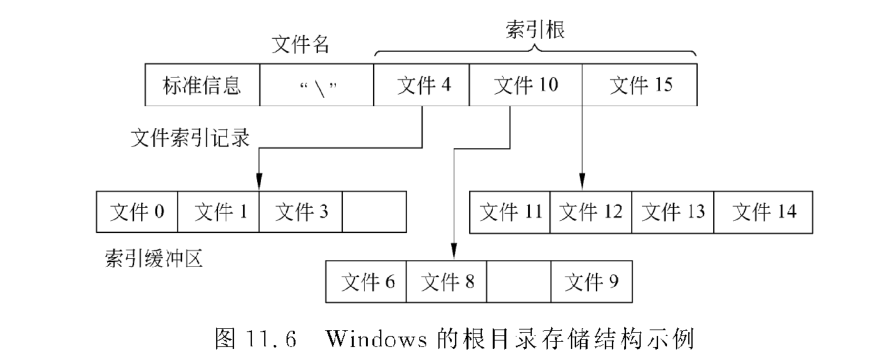 文件名 索引根
标准信息 “\” 文件 4 文件 10 文件 15
文件索引记录
文件 0 文件 1 文件 3 文件 11 文件 12 文件 13 文件 14
索引缓冲区
文件 6 文件 8 文件 9
图 11.6 Windows 的根目录存储结构示例